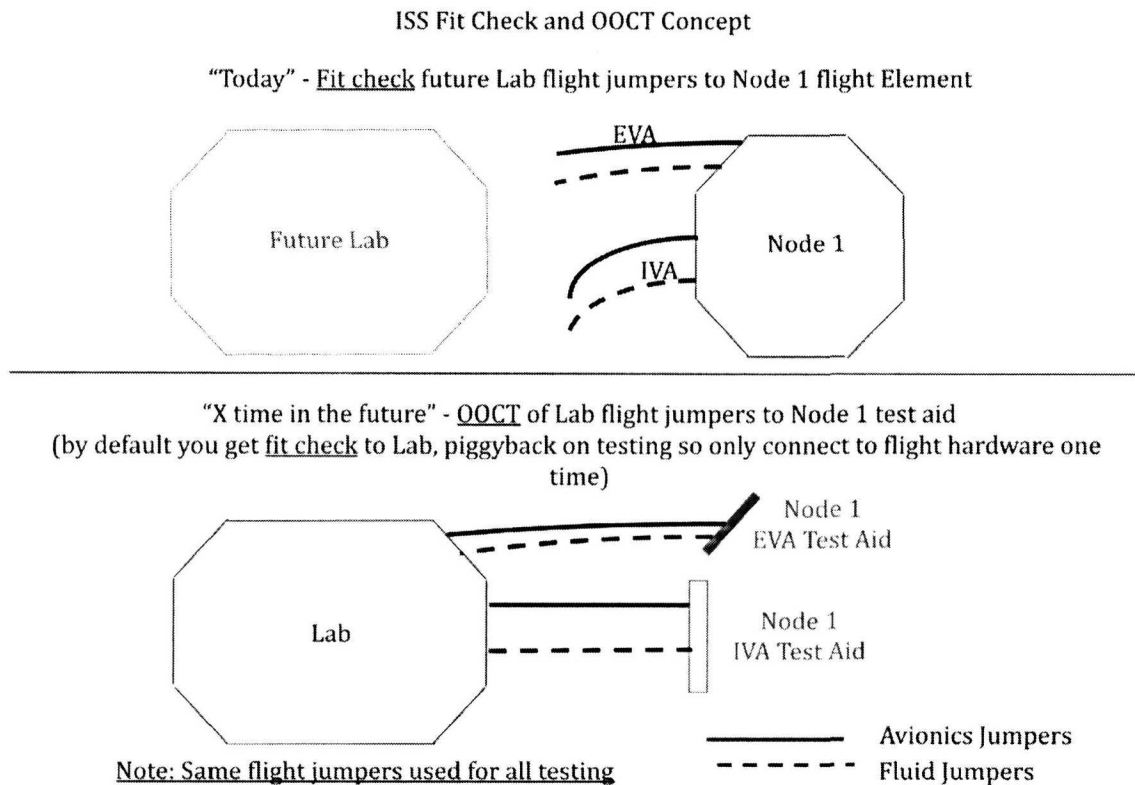 ISS Fit Check and OOCT Concept
“Today” - Fit check future Lab flight jumpers to Node 1 flight Element
EVA
Future Lab
Node 1
IVA
“X time in the future” - OOCT of Lab flight jumpers to Node 1 test aid
(by default you get fit check to Lab, piggyback on testing so only connect to flight hardware one
time)
Node 1
EVA Test Aid
Lab
Node 1
IVA Test Aid
Avionics Jumpers
Note: Same flight jumpers used for all testing
Fluid Jumpers